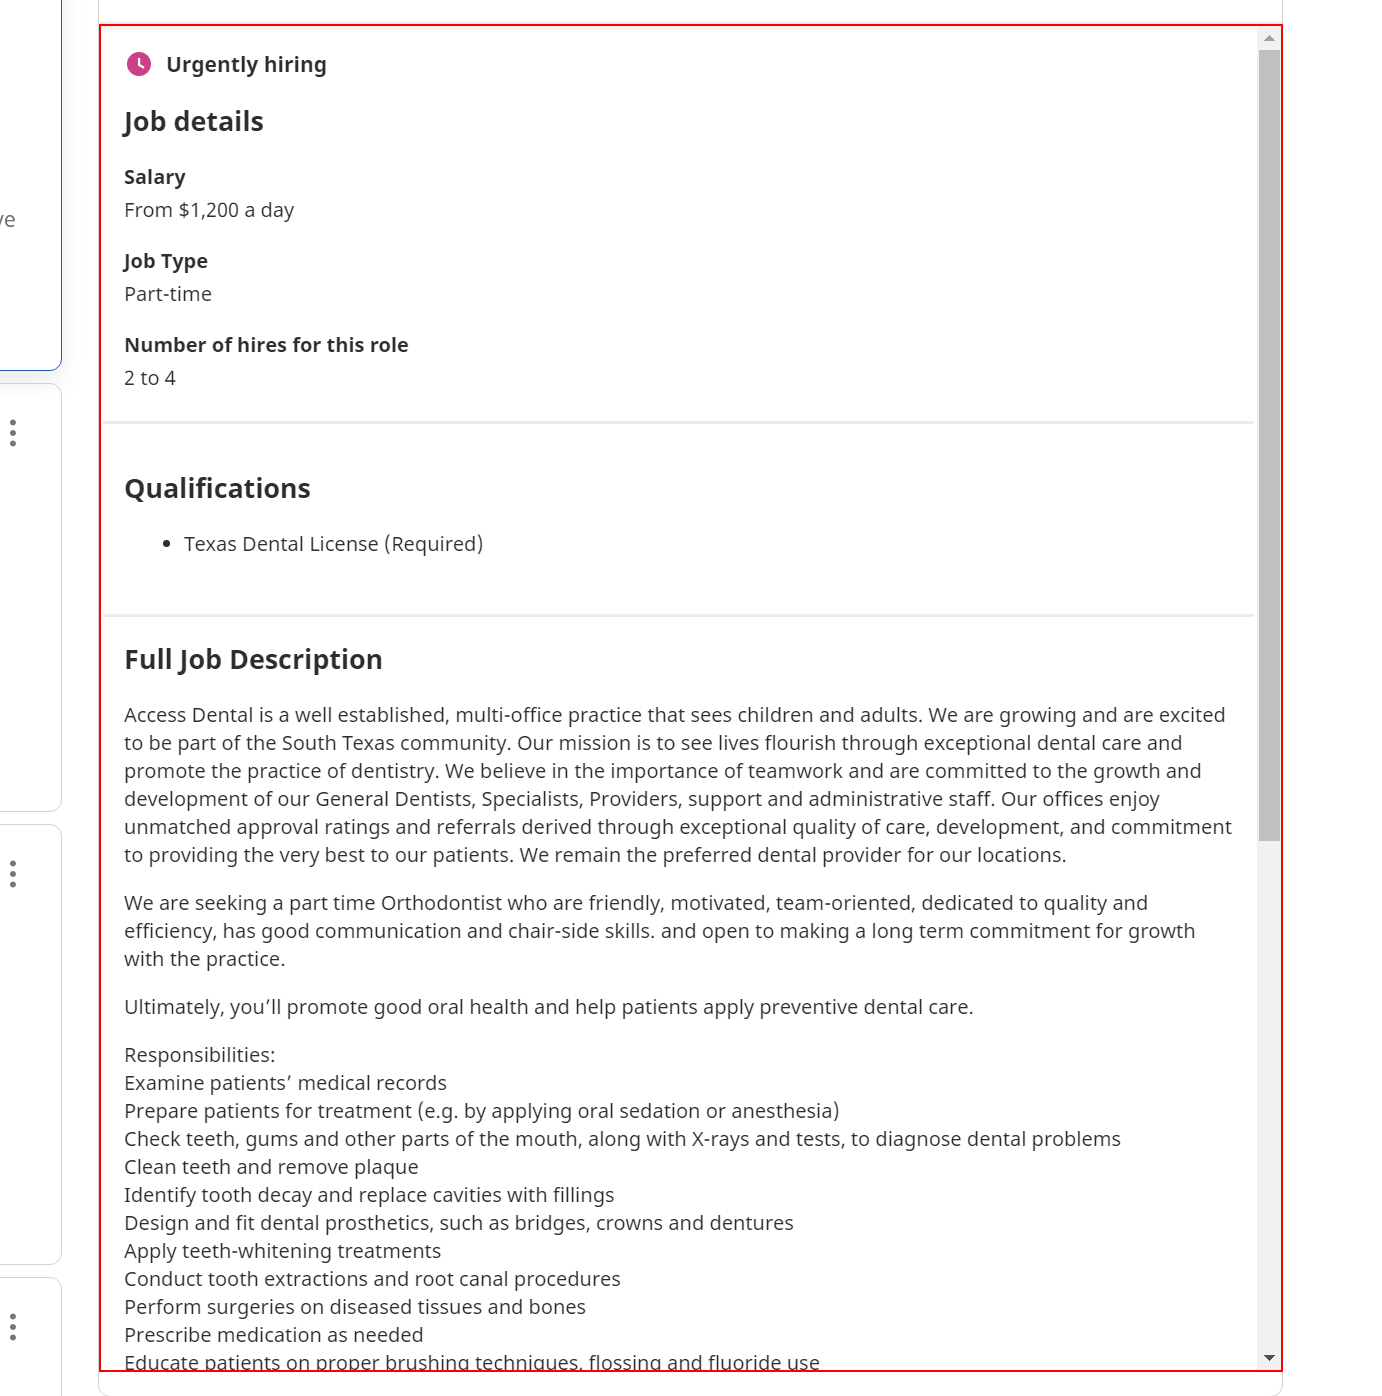 Urgently hiring
Job details
Salary
From $1,200 a day
Job Type
Part-time
Number of hires for this role
2 to 4
Qualifications
• Texas Dental License (Required)
Full Job Description
Access Dental is a well established, multi-office practice that sees children and adults. We are growing and are excited
to be part of the South Texas community. Our mission is to see lives flourish through exceptional dental care and
promote the practice of dentistry. We believe in the importance of teamwork and are committed to the growth and
development of our General Dentists, Specialists, Providers, support and administrative staff. Our offices enjoy
unmatched approval ratings and referrals derived through exceptional quality of care, development, and commitment
to providing the very best to our patients. We remain the preferred dental provider for our locations.
We are seeking a part time Orthodontist who are friendly, motivated, team-oriented, dedicated to quality and
efficiency, has good communication and chair-side skills. and open to making a long term commitment for growth
with the practice.
Ultimately, you’ll promote good oral health and help patients apply preventive dental care.
Responsibilities:
Examine patients’ medical records
Prepare patients for treatment (e.g. by applying oral sedation or anesthesia)
Check teeth, gums and other parts of the mouth, along with X-rays and tests, to diagnose dental problems
Clean teeth and remove plaque
Identify tooth decay and replace cavities with fillings
Design and fit dental prosthetics, such as bridges, crowns and dentures
Apply teeth-whitening treatments
Conduct tooth extractions and root canal procedures
Perform surgeries on diseased tissues and bones
Prescribe medication as needed
Educate patients on proper brushing techniques, flossing and fluoride use